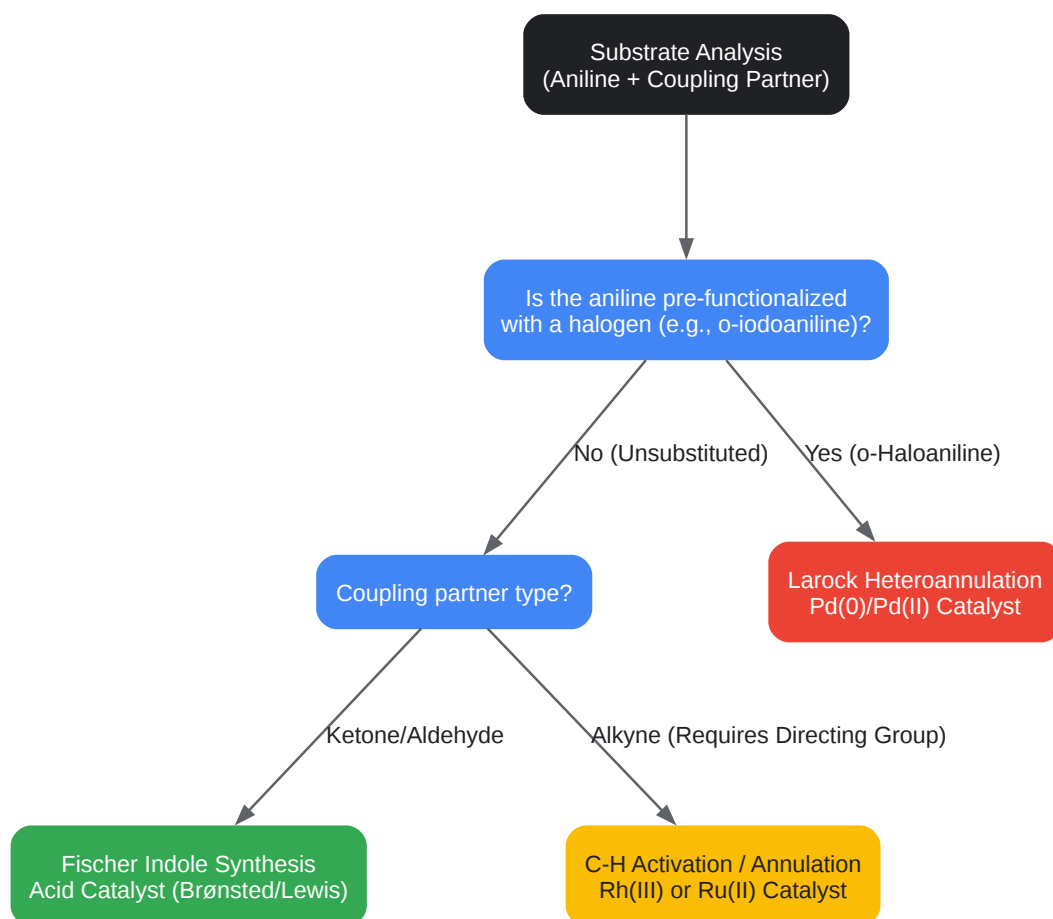 Substrate Analysis
(Aniline + Coupling Partner)
Is the aniline pre-functionalized
with a halogen (e.g., o-iodoaniline)?
No (Unsubstituted)
Yes (o-Haloaniline)
Coupling partner type?
Larock Heteroannulation
Pd(0)/Pd(II) Catalyst
Ketone/Aldehyde
Alkyne (Requires Directing Group)
Fischer Indole Synthesis
Acid Catalyst (Brønsted/Lewis)
C-H Activation / Annulation
Rh(III) or Ru(II) Catalyst